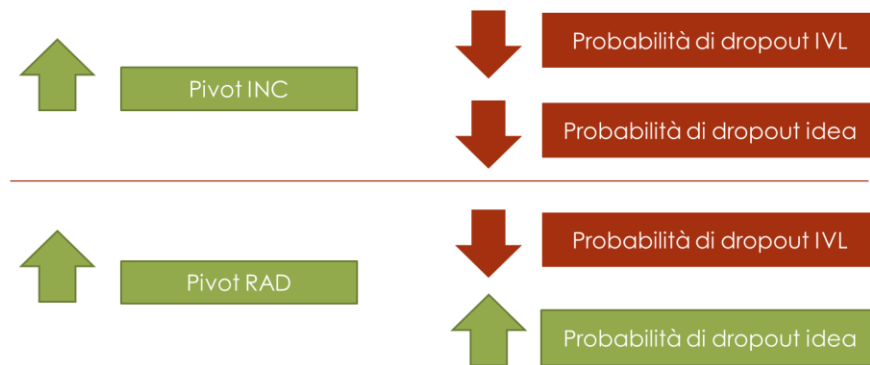 Probabilità di dropout IVL
Pivot INC
Probabilità di dropout idea
Probabilità di dropout IVL
Pivot RAD
Probabilità di dropout idea